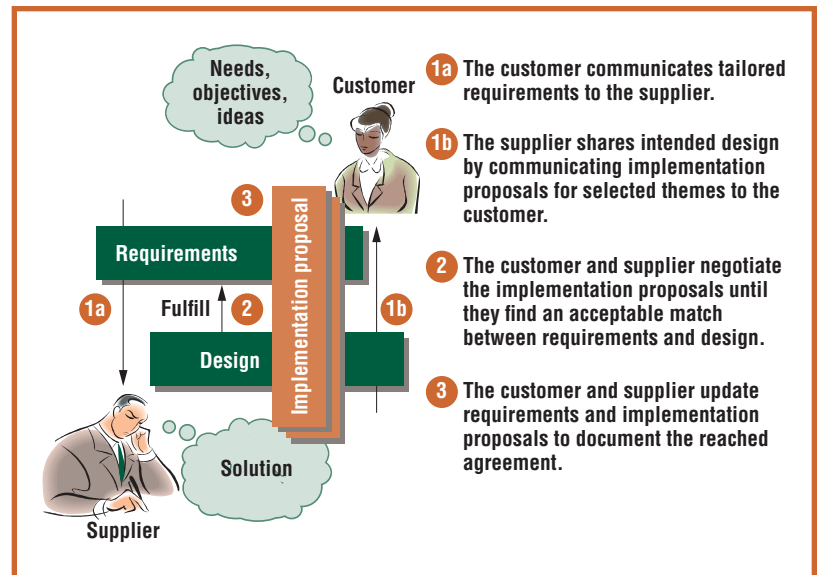 Needs,
objectives,
ideas
Customer
3
Requirements
Implementation proposal
1a
Fulfill
2
1b
Design
Solution
Supplier
1a The customer communicates tailored
requirements to the supplier.
1b The supplier shares intended design
by communicating implementation
proposals for selected themes to the
customer.
2 The customer and supplier negotiate
the implementation proposals until
they find an acceptable match
between requirements and design.
3 The customer and supplier update
requirements and implementation
proposals to document the reached
agreement.